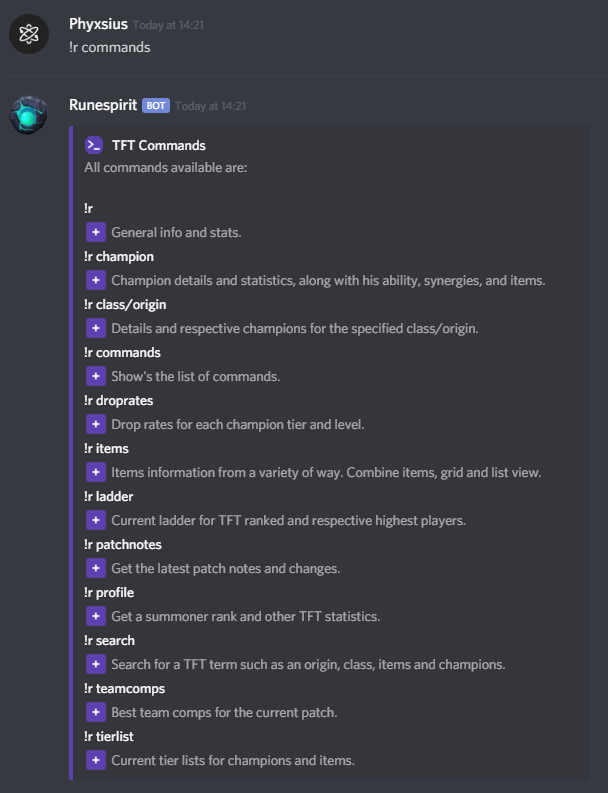 Phyxsius Today at 14:21
!r commands
Runespirit BOT Today at 14:21
>_ TFT Commands
All commands available are:
!r
+ General info and stats.
!r champion
+ Champion details and statistics, along with his ability, synergies, and items.
!r class/origin
+ Details and respective champions for the specified class/origin.
!r commands
+ Show's the list of commands.
!r droprates
+ Drop rates for each champion tier and level.
!r items
+ Items information from a variety of way. Combine items, grid and list view.
!r ladder
+ Current ladder for TFT ranked and respective highest players.
!r patchnotes
+ Get the latest patch notes and changes.
!r profile
+ Get a summoner rank and other TFT statistics.
!r search
+ Search for a TFT term such as an origin, class, items and champions.
!r teamcomps
+ Best team comps for the current patch.
!r tierlist
+ Current tier lists for champions and items.